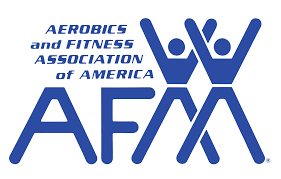 AEROBICS
and FITNESS
ASSOCIATION
of AMERICA
AFAA®